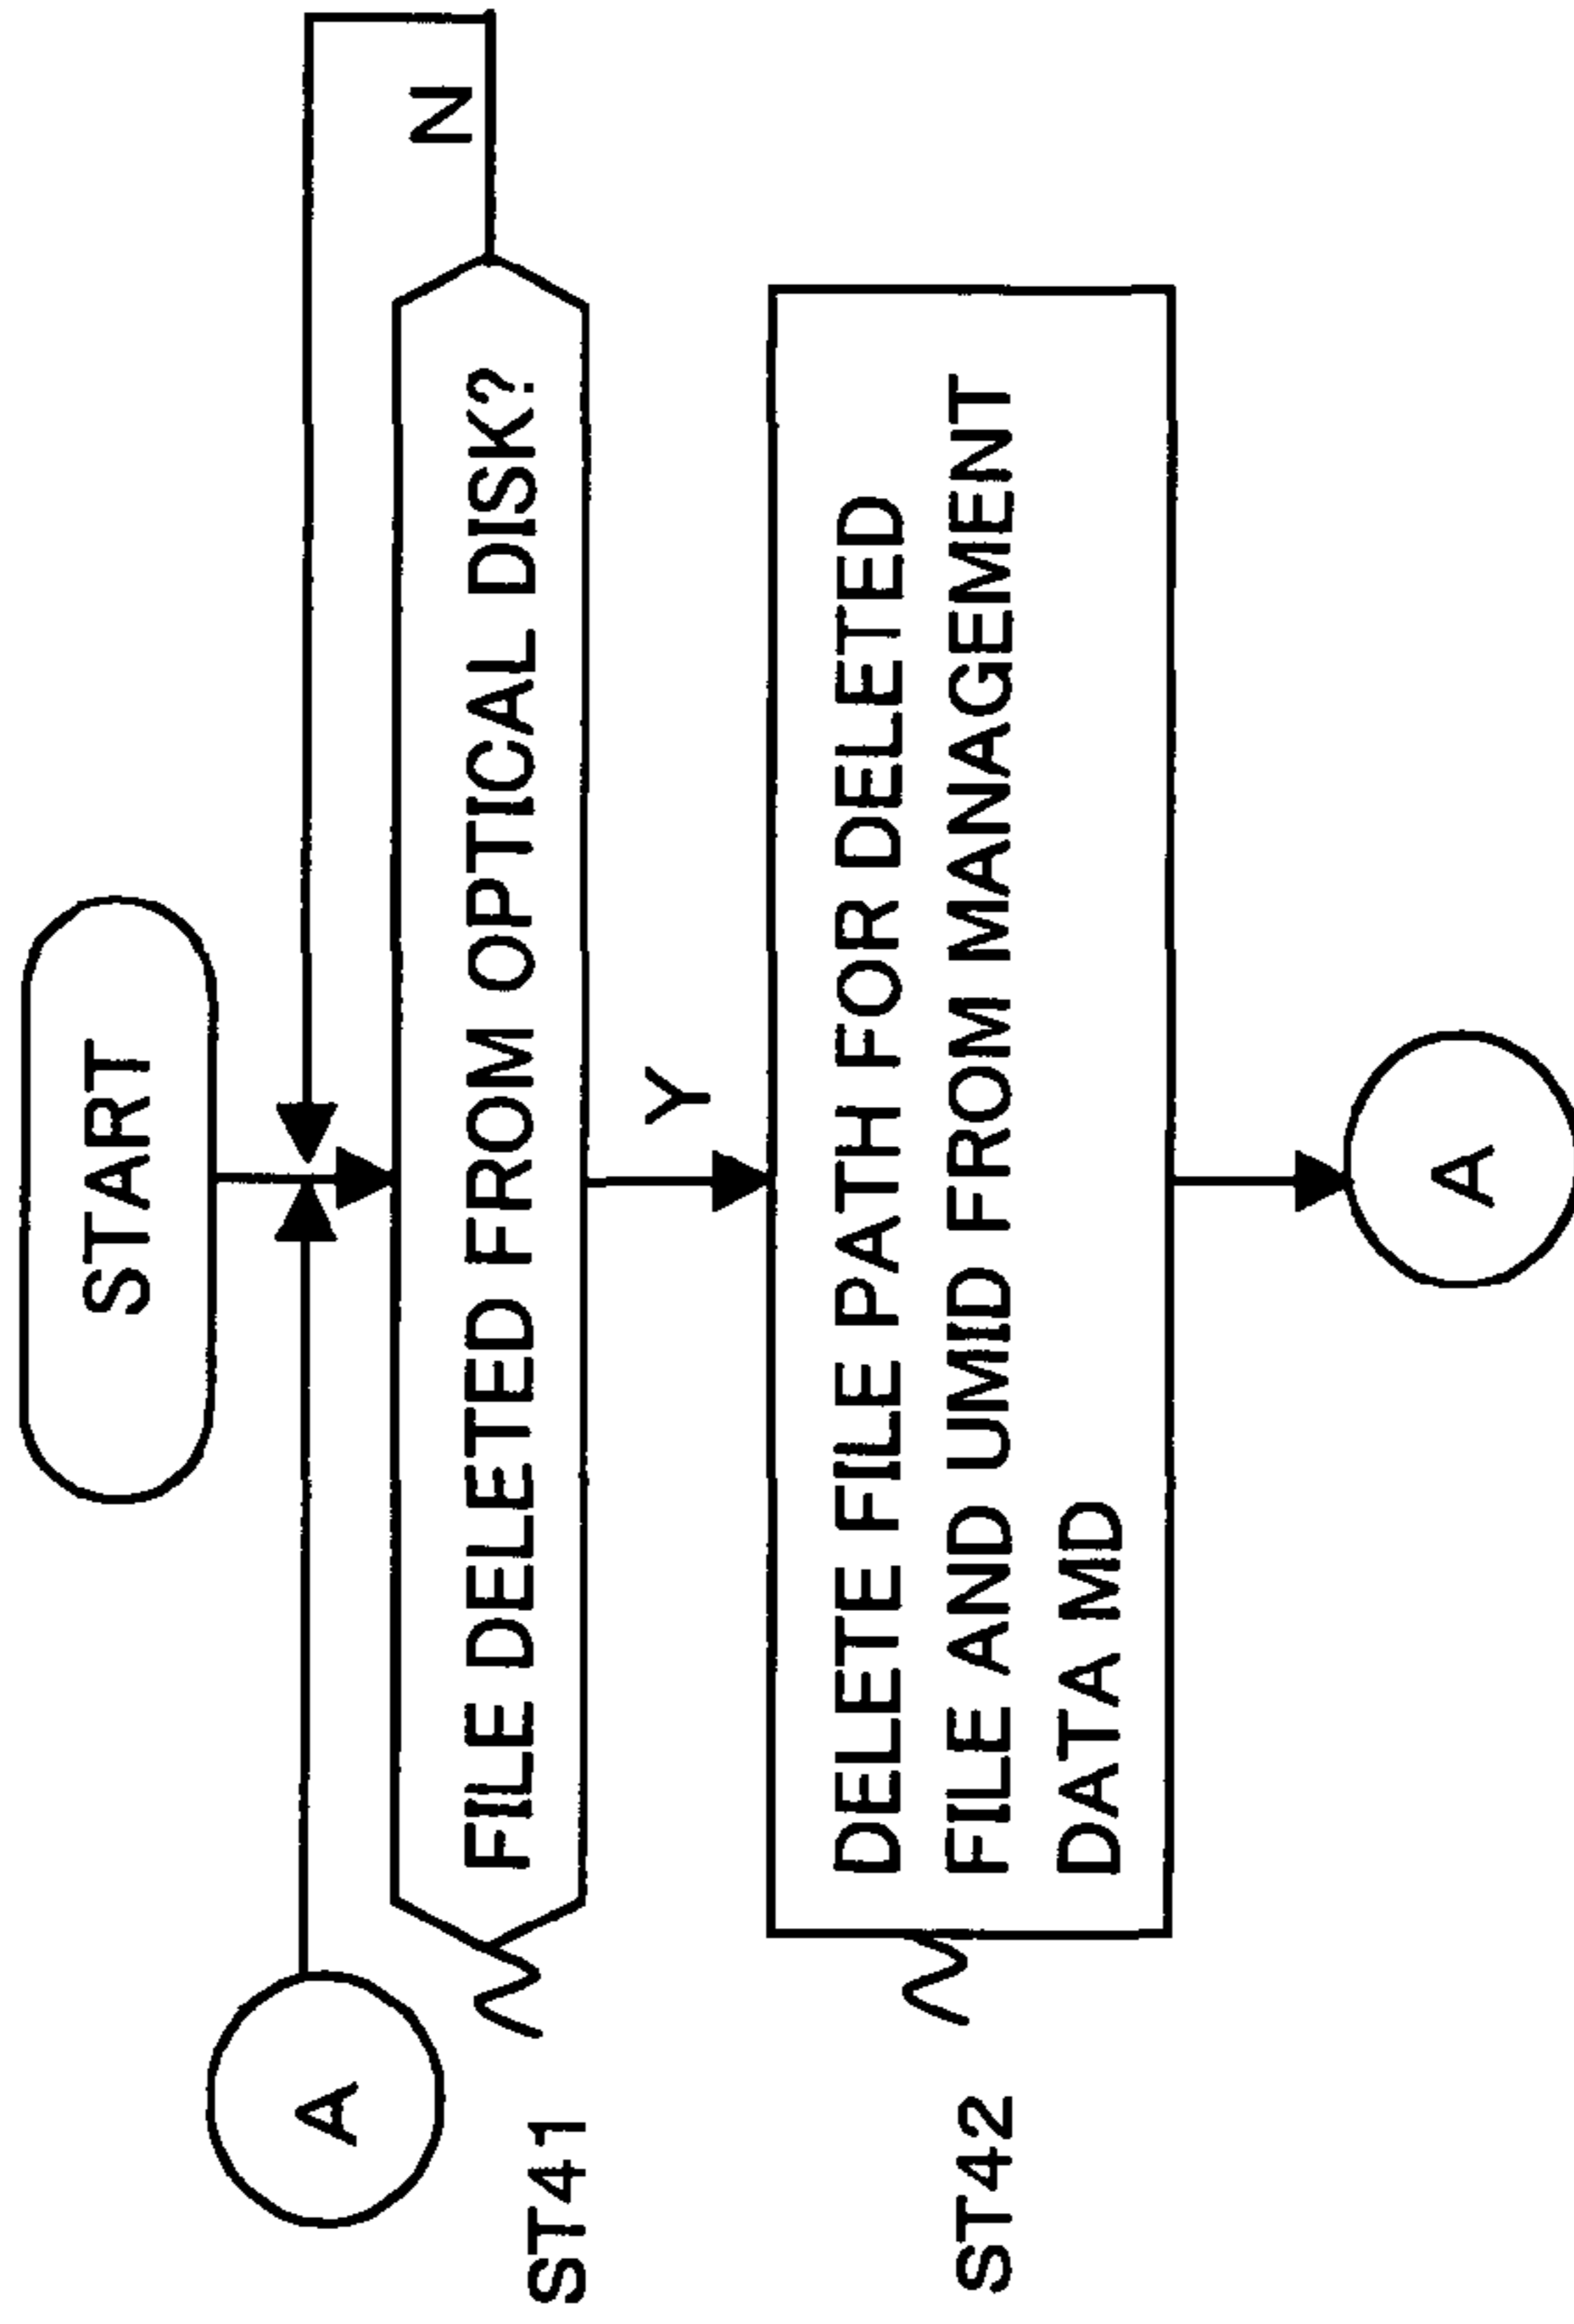 START
A
N
ST41
FILE DELETED FROM OPTICAL DISK?
Y
ST42
DELETE FILE PATH FOR DELETED
FILE AND UMID FROM MANAGEMENT
DATA MD
A